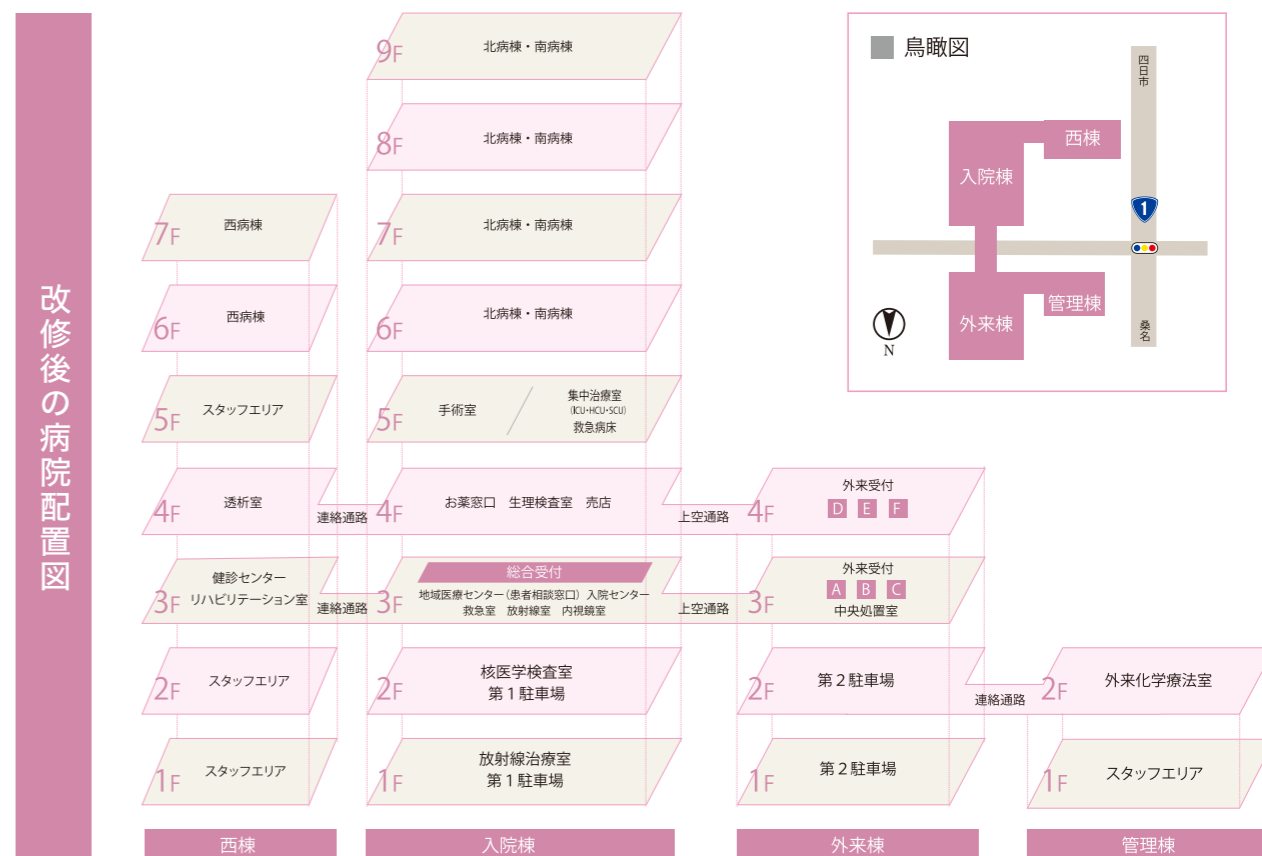 改修後の病院配置図
9F
北病棟・南病棟
8F
北病棟・南病棟
7F
西病棟
7F
北病棟・南病棟
6F
西病棟
6F
北病棟・南病棟
5F
スタッフエリア
5F
手術室
集中治療室
(ICU・HCU・SCU)
救急病床
4F
透析室
連絡通路
4F
お薬窓口 生理検査室 売店
上空通路
4F
外来受付
D E F
3F
健診センター
リハビリテーション室
連絡通路
3F
総合受付
地域医療センター(患者相談窓口) 入院センター
救急室 放射線室 内視鏡室
上空通路
3F
外来受付
A B C
中央処置室
2F
スタッフエリア
2F
核医学検査室
第1駐車場
2F
第2駐車場
連絡通路
2F
外来化学療法室
1F
スタッフエリア
1F
放射線治療室
第1駐車場
1F
第2駐車場
1F
スタッフエリア
西棟
入院棟
外来棟
管理棟
鳥瞰図
四日市
西棟
入院棟
1
外来棟
管理棟
桑名
N